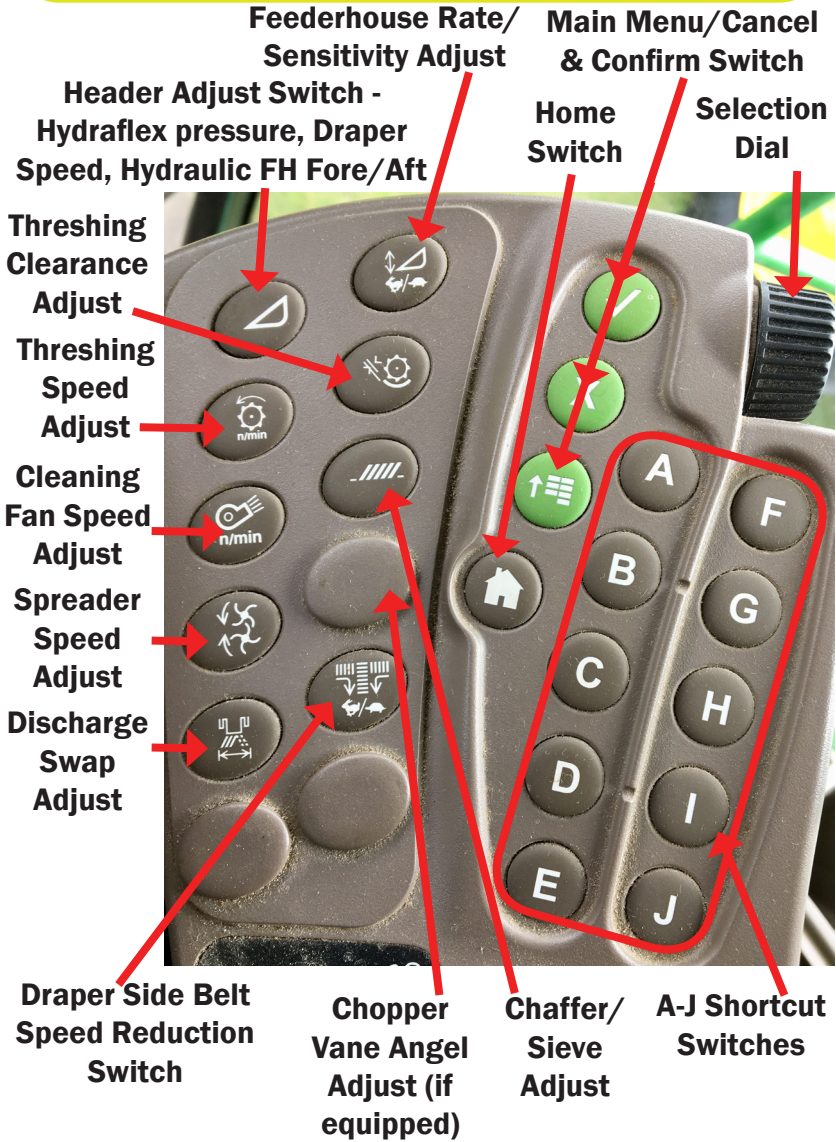 Feederhouse Rate/
Sensitivity Adjust
Main Menu/Cancel
& Confirm Switch
Header Adjust Switch -
Hydraflex pressure, Draper
Speed, Hydraulic FH Fore/Aft
Home
Switch
Selection
Dial
Threshing
Clearance
Adjust
Threshing
Speed
Adjust
Cleaning
Fan Speed
Adjust
Spreader
Speed
Adjust
Discharge
Swap
Adjust
n/min
n/min
X
A
B
C
D
E
F
G
H
I
J
Draper Side Belt
Speed Reduction
Switch
Chopper
Vane Angel
Adjust (if
equipped)
Chaffer/
Sieve
Adjust
A-J Shortcut
Switches